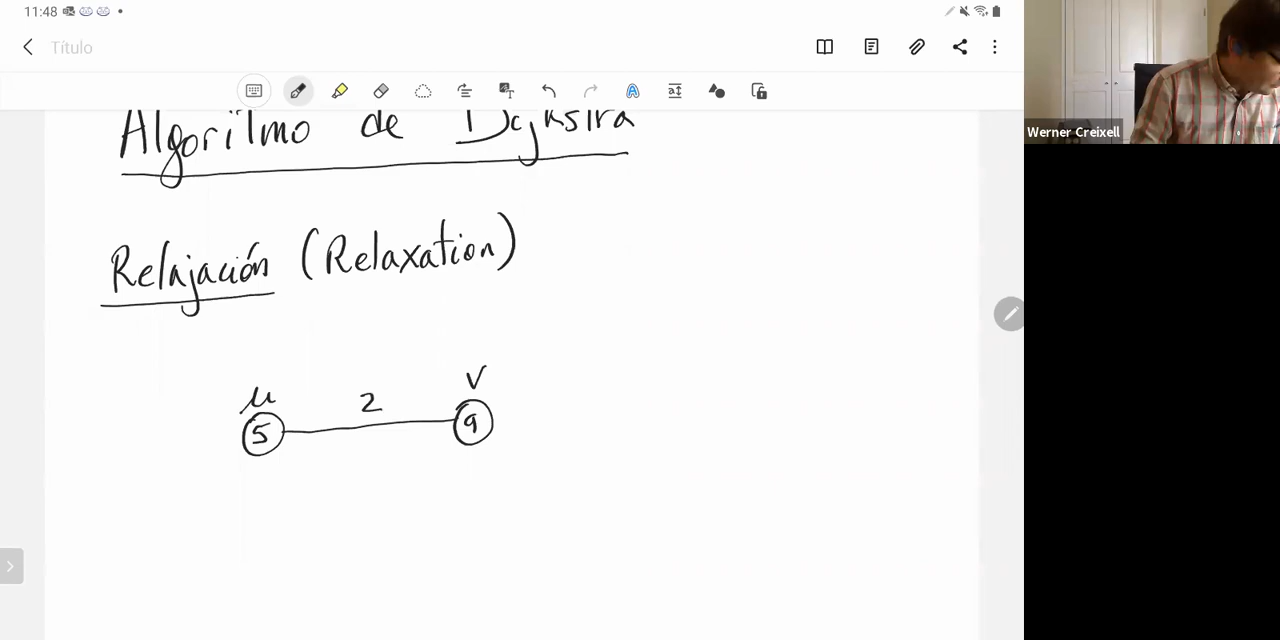 11:48
Título
Algoritmo de Dijkstra
Relajación (Relaxation)
u 2 v
5 9
Werner Creixell